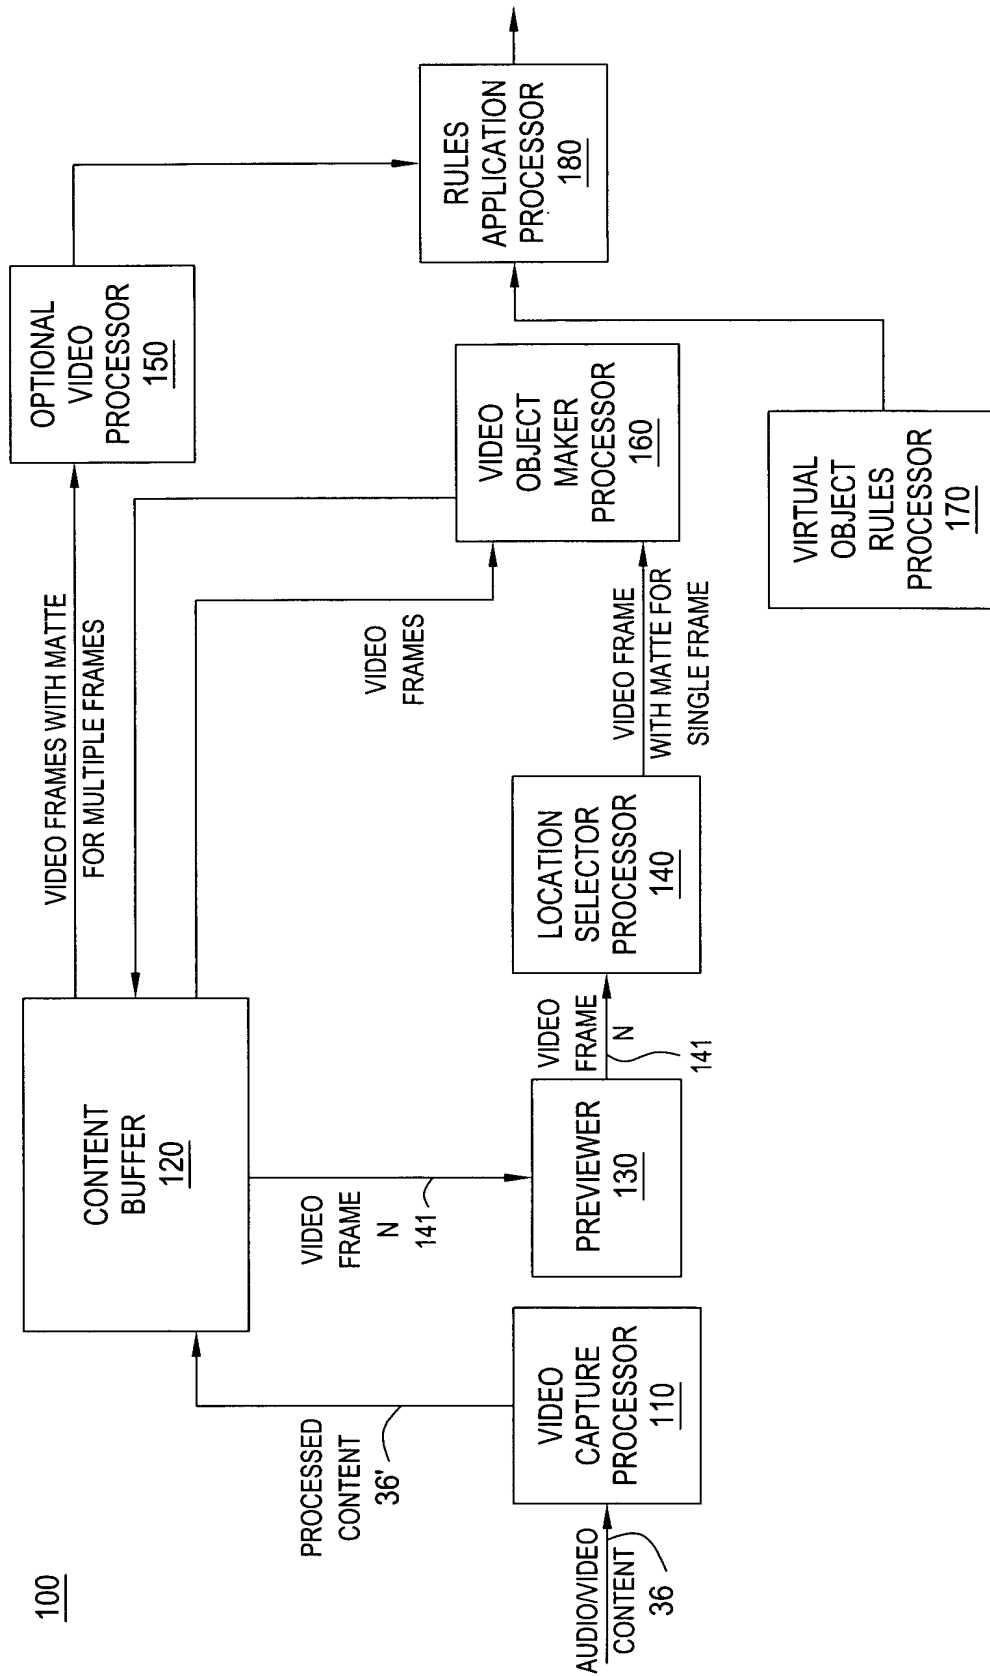 100
AUDIO/VIDEO
CONTENT
36
VIDEO
CAPTURE
PROCESSOR
110
PROCESSED
CONTENT
36'
CONTENT
BUFFER
120
VIDEO
FRAME
N
141
PREVIEWER
130
VIDEO
FRAME
N
141
LOCATION
SELECTOR
PROCESSOR
140
VIDEO FRAME
WITH MATTE FOR
SINGLE FRAME
VIDEO
FRAMES
VIDEO FRAMES WITH MATTE
FOR MULTIPLE FRAMES
VIDEO
OBJECT
MAKER
PROCESSOR
160
OPTIONAL
VIDEO
PROCESSOR
150
VIRTUAL
OBJECT
RULES
PROCESSOR
170
RULES
APPLICATION
PROCESSOR
180